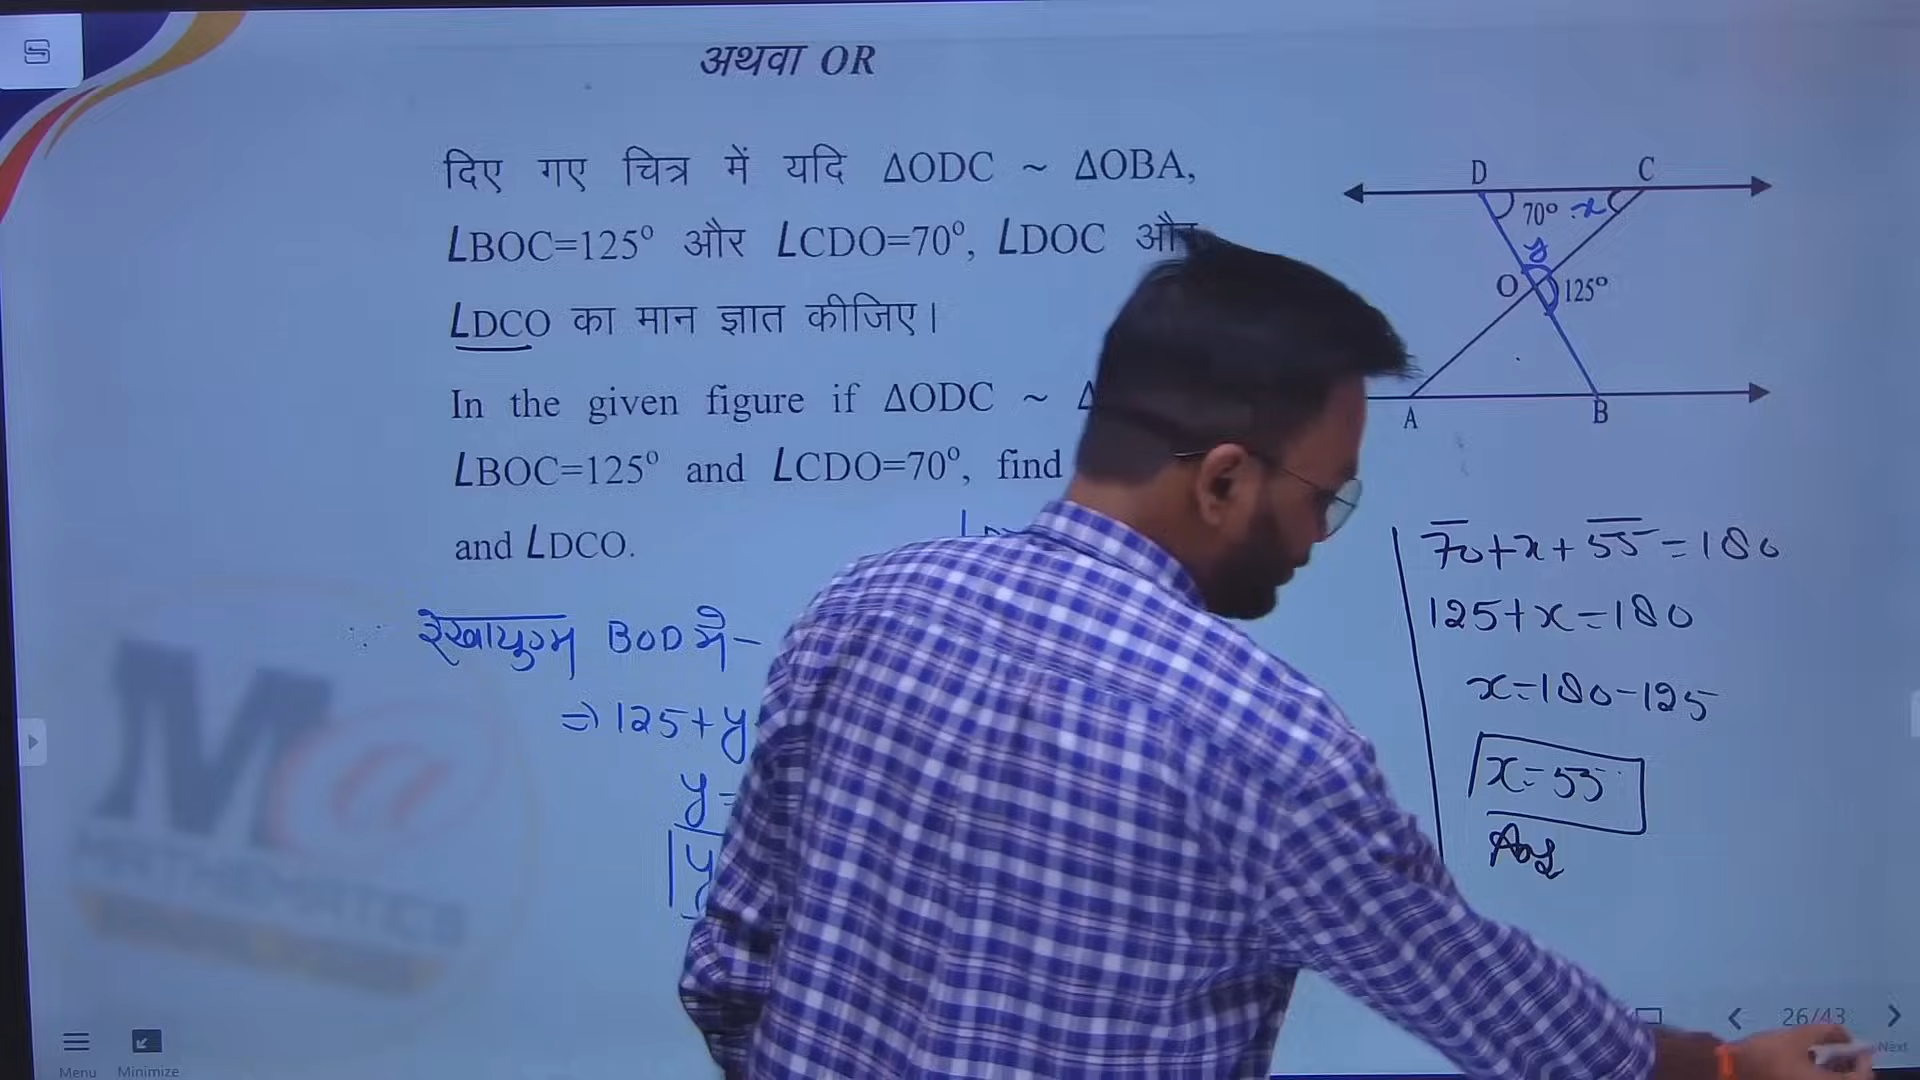 अथवा OR
दिए गए चित्र में यदि ΔODC ~ ΔOBA,
∠BOC=125° और ∠CDO=70°, ∠DOC और
∠DCO का मान ज्ञात कीजिए।
In the given figure if ΔODC ~
∠BOC=125° and ∠CDO=70°, find
and ∠DCO.
D C
70° x
y
O 125°
A B
रेखायुग्म BOD मे –
⇒ 125+y
y=
y
70+x+55=180
125+x=180
x=180-125
x=55
Ans
M@
MATHEMATICS
26/43
Menu Minimize Next